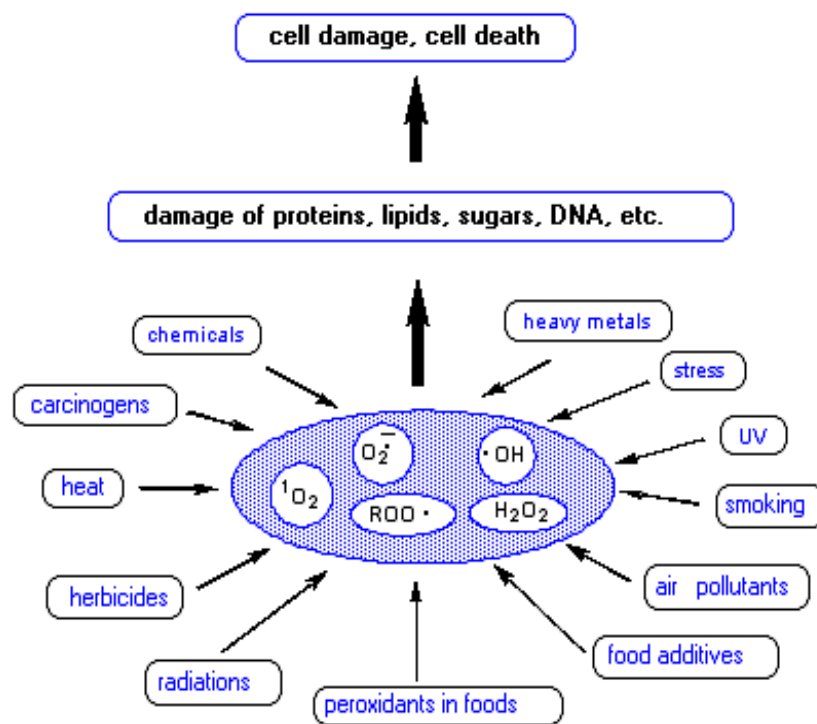 cell damage, cell death
damage of proteins, lipids, sugars, DNA, etc.
chemicals
heavy metals
stress
carcinogens
UV
heat
smoking
herbicides
air pollutants
radiations
food additives
peroxidants in foods
O₂•̄
•OH
¹O₂
ROO•
H₂O₂